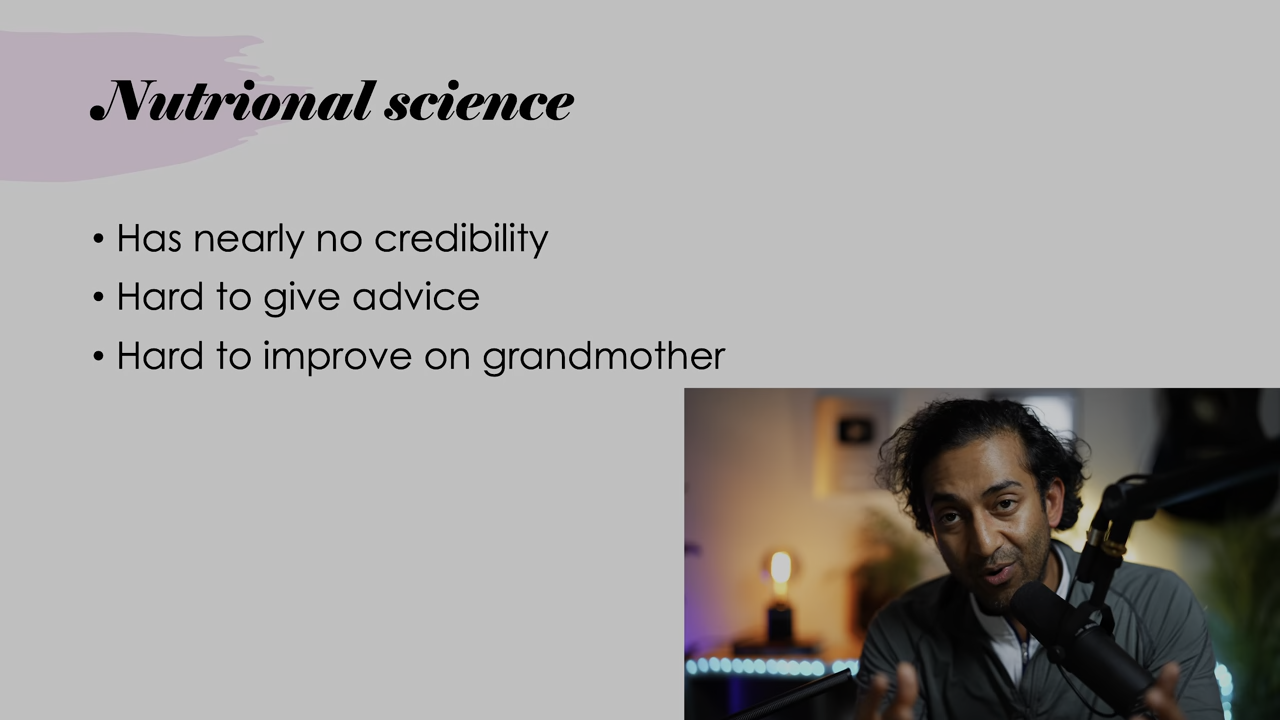 Nutrional science
• Has nearly no credibility
• Hard to give advice
• Hard to improve on grandmother